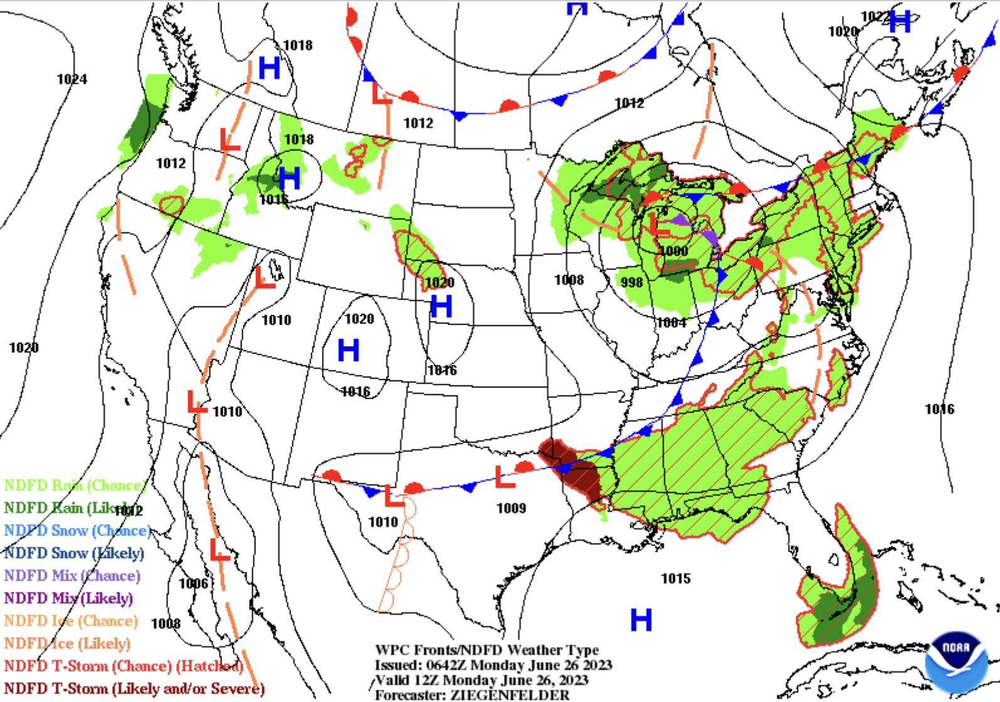 H
1022
H
1020
1018
H
1024
L
1012
1012
L
1018
1012
H
1016
L
1000
1020
1008
998
L
H
1010
1020
1004
H
1020
1016
1016
L
1010
1016
L
L
1009
1010
L
1015
1006
H
1008
1012
NDFD Rain (Chance)
NDFD Rain (Likely)
NDFD Snow (Chance)
NDFD Snow (Likely)
NDFD Mix (Chance)
NDFD Mix (Likely)
NDFD Ice (Chance)
NDFD Ice (Likely)
NDFD T-Storm (Chance) (Hatched)
NDFD T-Storm (Likely and/or Severe)
WPC Fronts/NDFD Weather Type
Issued: 0642Z Monday June 26 2023
Valid 12Z Monday June 26, 2023
Forecaster: ZIEGENFELDER
NOAA